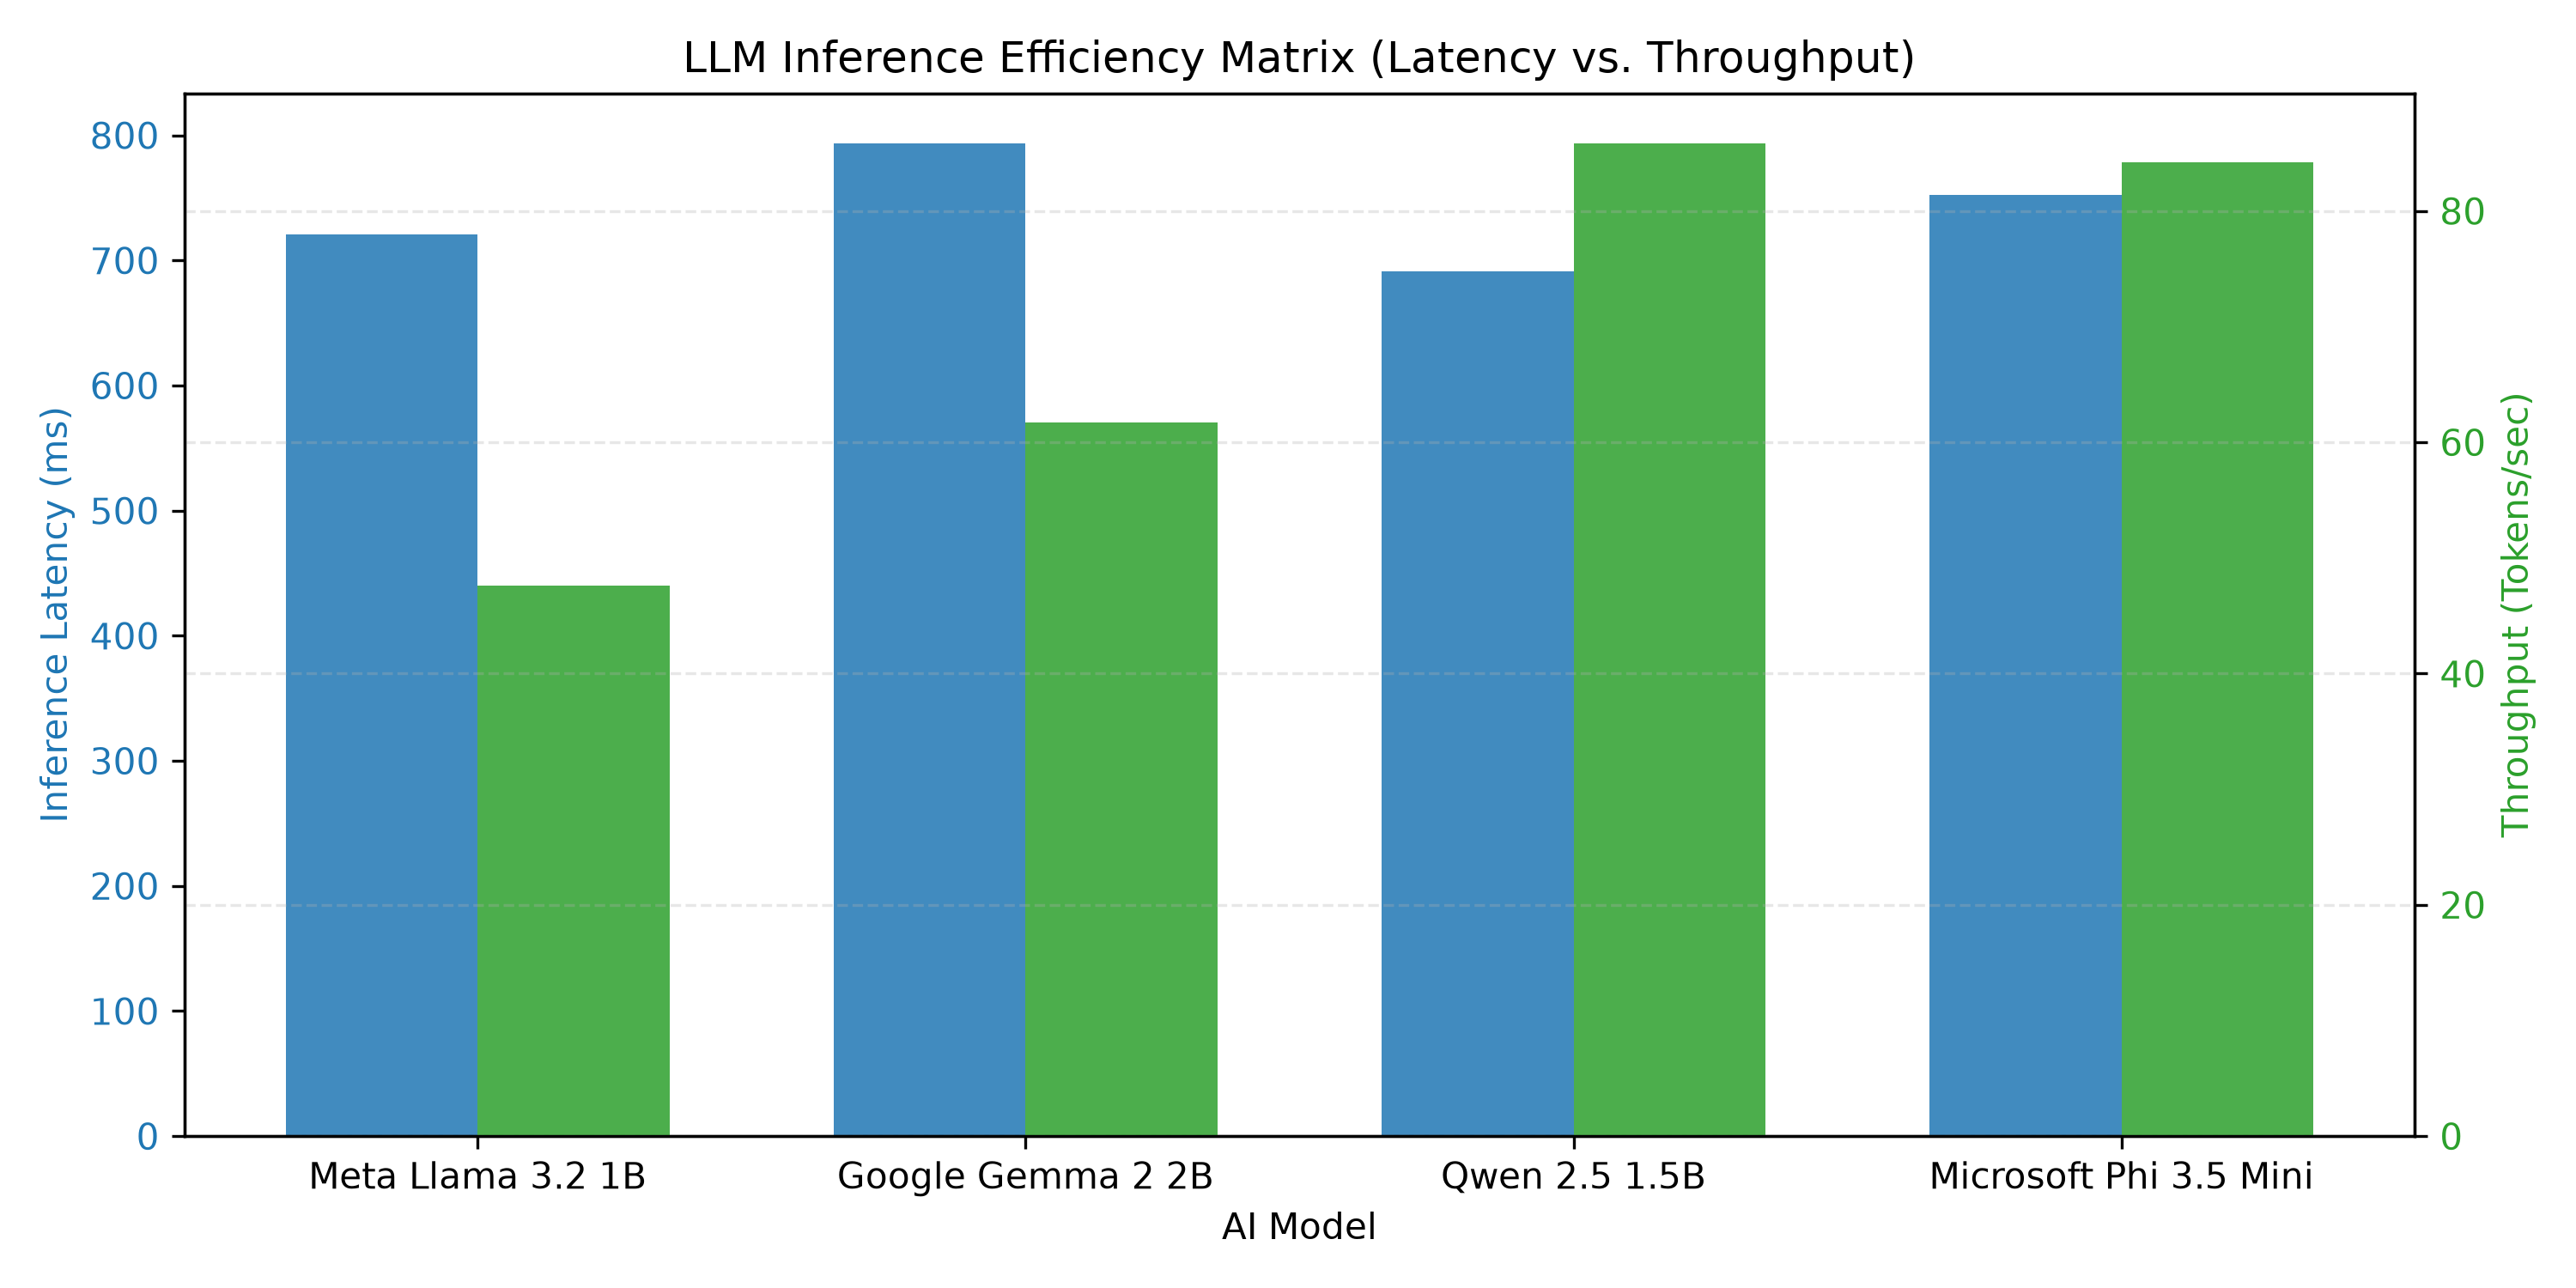 LLM Inference Efficiency Matrix (Latency vs. Throughput)
Inference Latency (ms)
800
700
600
500
400
300
200
100
0
80
60
40
20
0
Throughput (Tokens/sec)
Meta Llama 3.2 1B
Google Gemma 2 2B
Qwen 2.5 1.5B
Microsoft Phi 3.5 Mini
AI Model